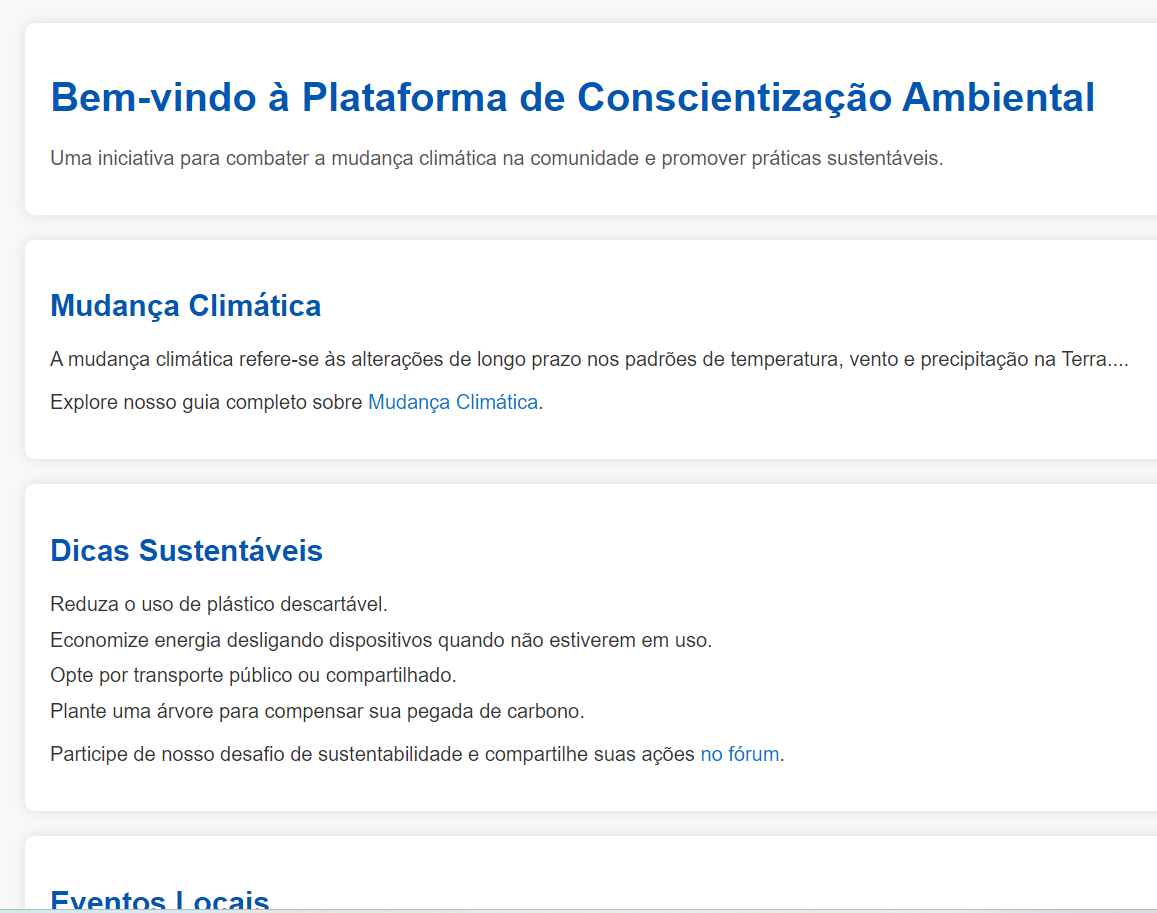 Bem-vindo à Plataforma de Conscientização Ambiental
Uma iniciativa para combater a mudança climática na comunidade e promover práticas sustentáveis.
Mudança Climática
A mudança climática refere-se às alterações de longo prazo nos padrões de temperatura, vento e precipitação na Terra....
Explore nosso guia completo sobre Mudança Climática.
Dicas Sustentáveis
Reduza o uso de plástico descartável.
Economize energia desligando dispositivos quando não estiverem em uso.
Opte por transporte público ou compartilhado.
Plante uma árvore para compensar sua pegada de carbono.
Participe de nosso desafio de sustentabilidade e compartilhe suas ações no fórum.
Eventos Locais